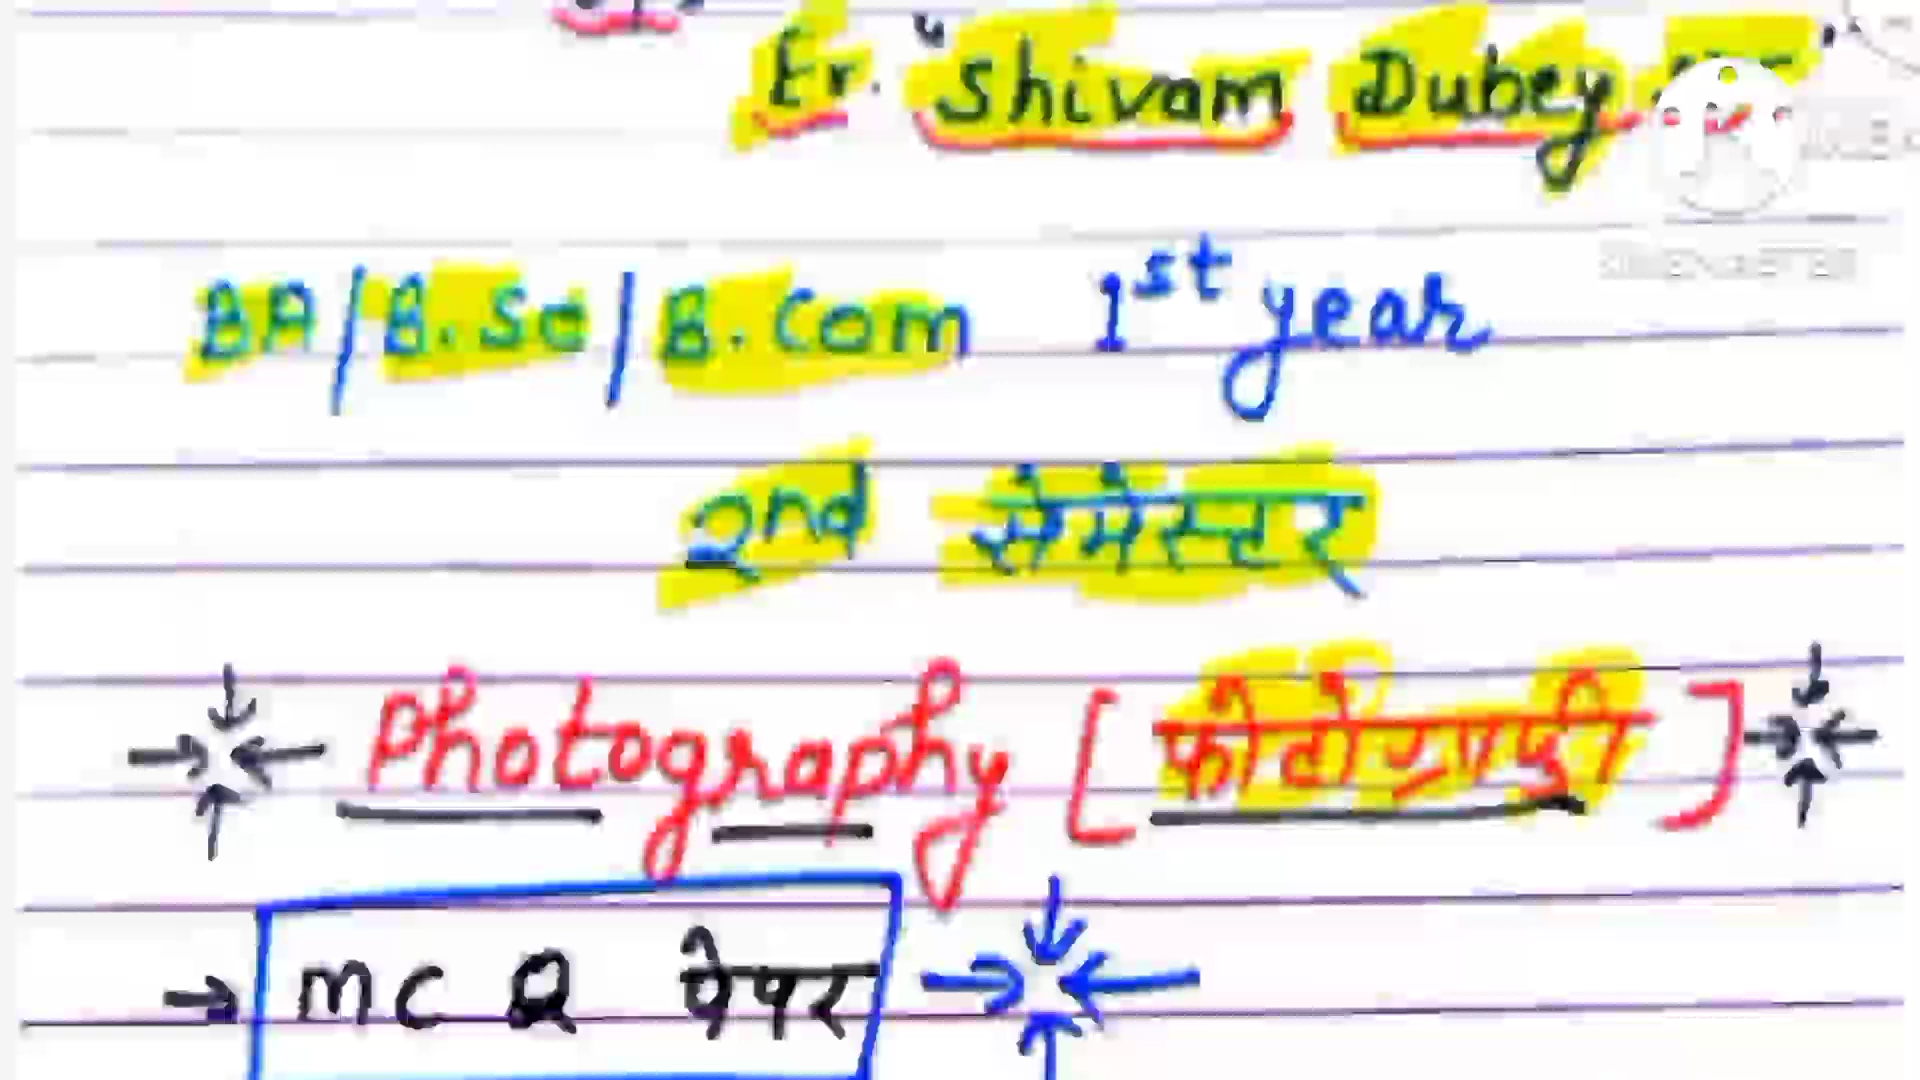 Er. "Shivam Dubey
BA/B.Sc/B.Com 1st year
2nd सेमेस्टर
Photography [फोटोग्राफी]
→ MCQ पेपर